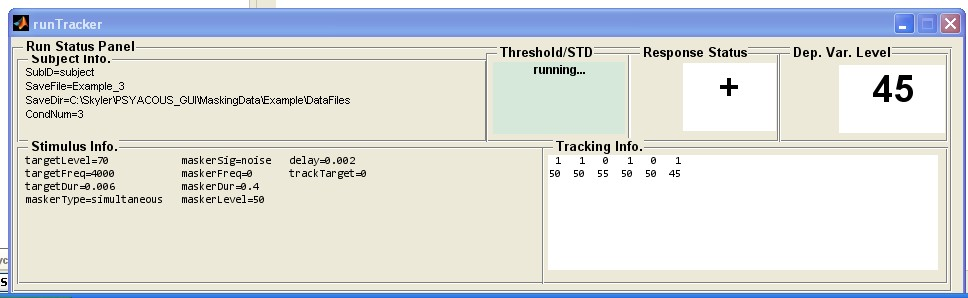 runTracker
Run Status Panel
Subject Info.
SubID=subject
SaveFile=Example_3
SaveDir=C:\Skyler\PSYACOUS_GUI\MaskingData\Example\DataFiles
CondNum=3
Threshold/STD
running...
Response Status
+
Dep. Var. Level
45
Stimulus Info.
targetLevel=70 maskerSig=noise delay=0.002
targetFreq=4000 maskerFreq=0 trackTarget=0
targetDur=0.006 maskerDur=0.4
maskerType=simultaneous maskerLevel=50
Tracking Info.
1 1 0 1 0 1
50 50 55 50 50 45